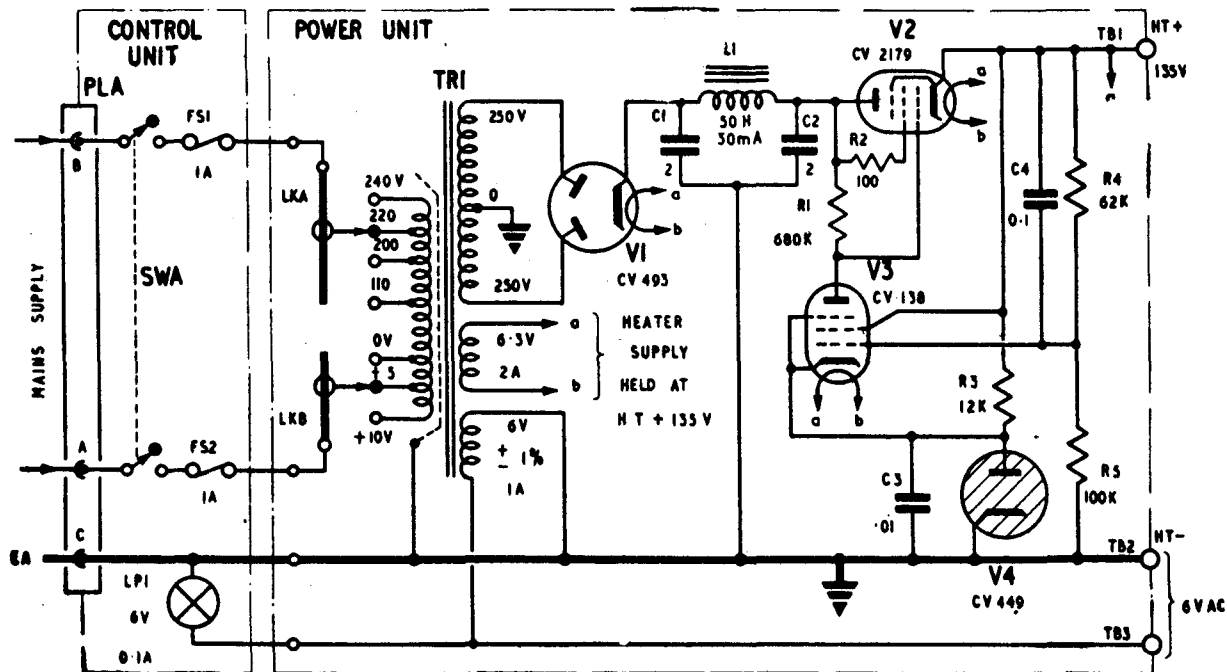 CONTROL
UNIT
POWER UNIT
PLA
MAINS SUPPLY
B
SWA
FS1
1A
A
FS2
1A
C
EA
LP1
6V
0·1A
LKA
LKB
TR1
240V
220
200
110
0V
+ 5
+10V
250V
0
250V
6·3V
2A
6V
± 1%
1A
a
b
HEATER
SUPPLY
HELD AT
HT + 135V
V1
CV 493
a
b
C1
2
L1
50 H
30mA
C2
2
V2
CV 2179
a
b
R2
100
R1
680K
V3
CV 138
a
b
C4
0·1
R4
62K
R3
12K
C3
·01
R5
100K
V4
CV 449
TB1
HT+
135V
TB2
HT-
TB3
6V AC